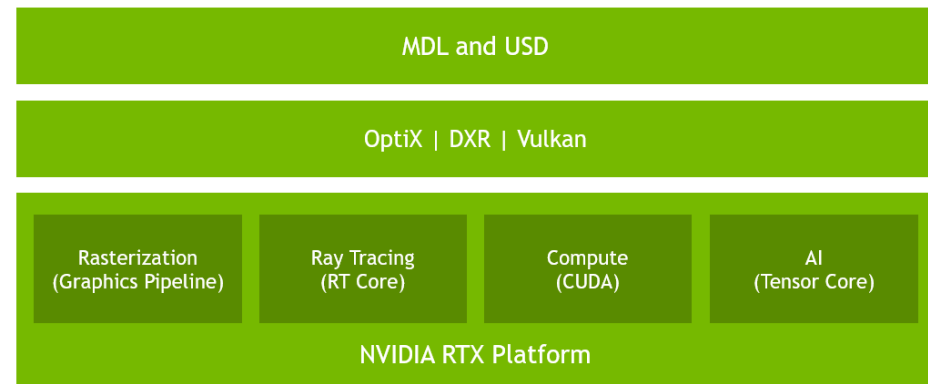 MDL and USD
OptiX | DXR | Vulkan
Rasterization
(Graphics Pipeline)
Ray Tracing
(RT Core)
Compute
(CUDA)
AI
(Tensor Core)
NVIDIA RTX Platform